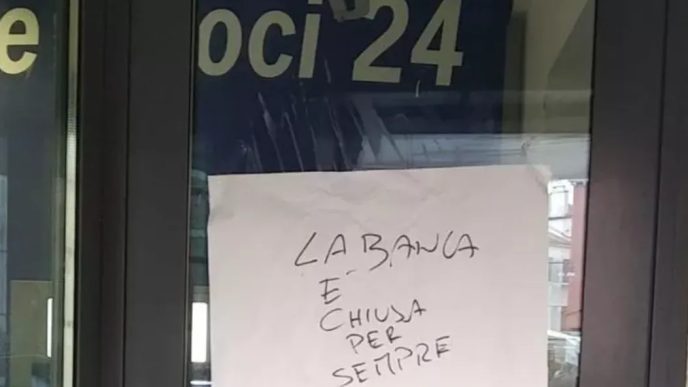 e oci 24
LA BANCA
E'
CHIUSA
PER
SEMPRE